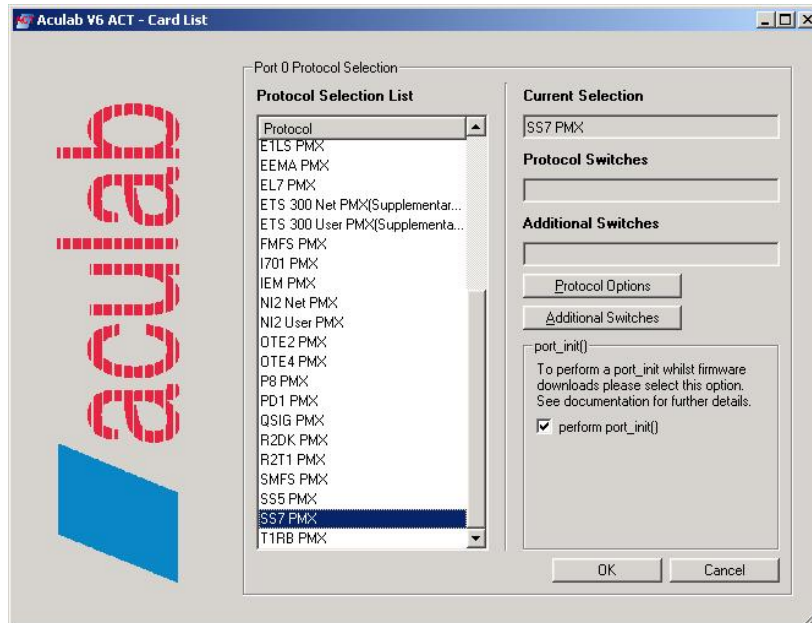 Aculab V6 ACT - Card List
aculab
Port 0 Protocol Selection
Protocol Selection List
Protocol
E1LS PMX
EEMA PMX
EL7 PMX
ETS 300 Net PMX(Supplementar...
ETS 300 User PMX(Supplementa...
FMFS PMX
I701 PMX
IEM PMX
NI2 Net PMX
NI2 User PMX
OTE2 PMX
OTE4 PMX
P8 PMX
PD1 PMX
QSIG PMX
R2DK PMX
R2T1 PMX
SMFS PMX
SS5 PMX
SS7 PMX
T1RB PMX
Current Selection
SS7 PMX
Protocol Switches
Additional Switches
Protocol Options
Additional Switches
port_init()
To perform a port_init whilst firmware
downloads please select this option.
See documentation for further details.
perform port_init()
OK
Cancel